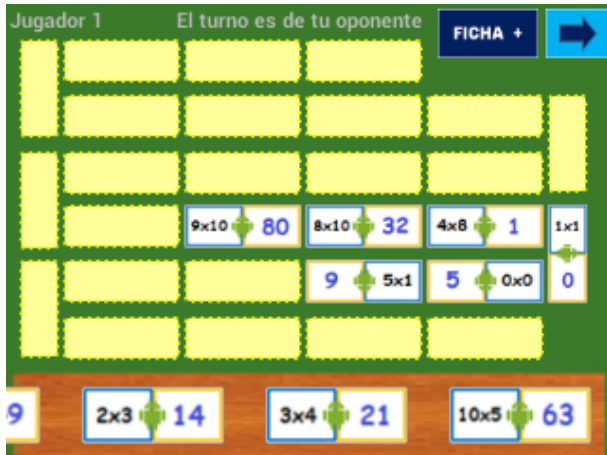 Jugador 1 El turno es de tu oponente FICHA +
9x10 80 8x10 32 4x8 1 1x1
9 5x1 5 0x0 0
9 2x3 14 3x4 21 10x5 63